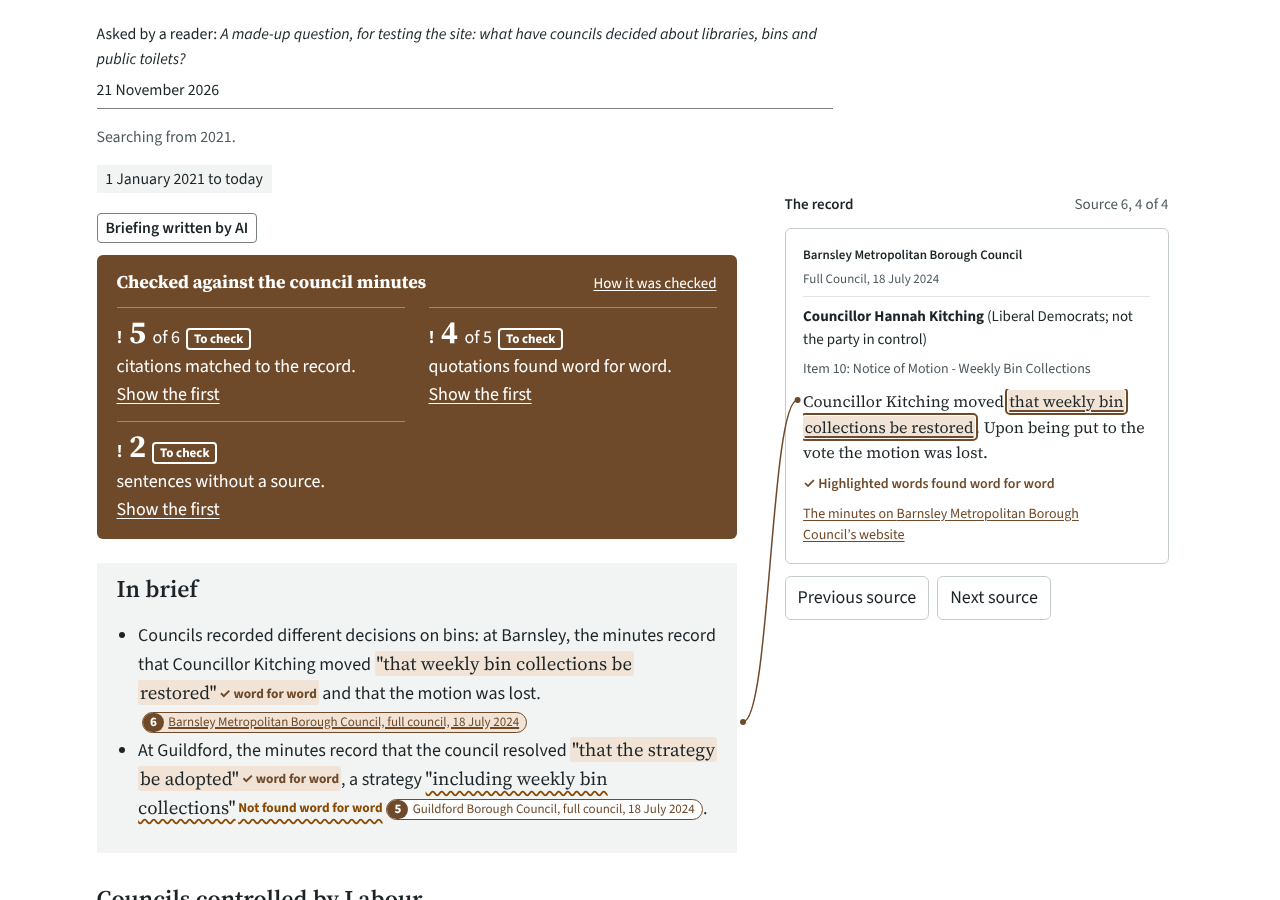 Asked by a reader: A made-up question, for testing the site: what have councils decided about libraries, bins and
public toilets?
21 November 2026
Searching from 2021.
1 January 2021 to today
Briefing written by AI
Checked against the council minutes
How it was checked
! 5 of 6 To check
citations matched to the record.
Show the first
! 4 of 5 To check
quotations found word for word.
Show the first
! 2 To check
sentences without a source.
Show the first
In brief
• Councils recorded different decisions on bins: at Barnsley, the minutes record
that Councillor Kitching moved "that weekly bin collections be
restored" ✓ word for word and that the motion was lost.
6 Barnsley Metropolitan Borough Council, full council, 18 July 2024
• At Guildford, the minutes record that the council resolved "that the strategy
be adopted" ✓ word for word, a strategy "including weekly bin
collections" Not found word for word 5 Guildford Borough Council, full council, 18 July 2024.
Councils controlled by Labour
The record
Source 6, 4 of 4
Barnsley Metropolitan Borough Council
Full Council, 18 July 2024
Councillor Hannah Kitching (Liberal Democrats; not
the party in control)
Item 10: Notice of Motion - Weekly Bin Collections
Councillor Kitching moved that weekly bin
collections be restored. Upon being put to the
vote the motion was lost.
✓ Highlighted words found word for word
The minutes on Barnsley Metropolitan Borough
Council’s website
Previous source
Next source